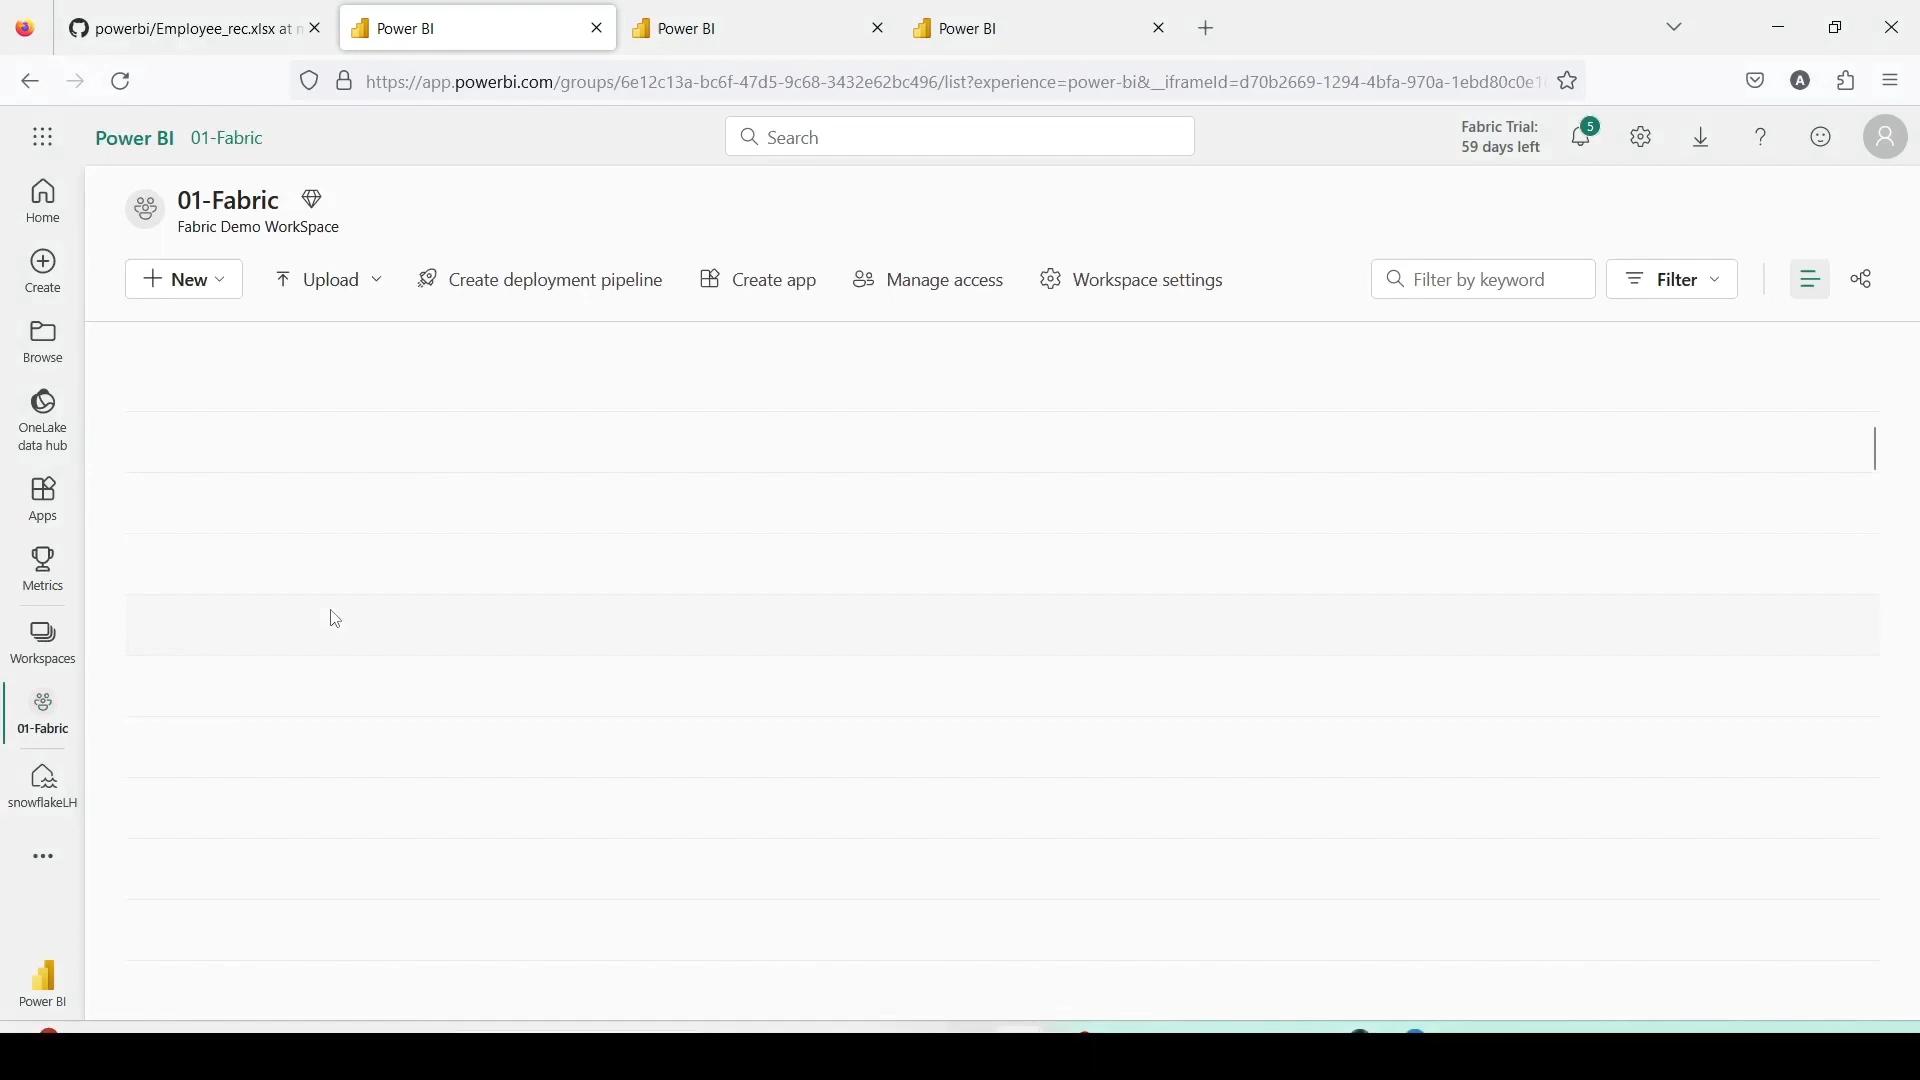 powerbi/Employee_rec.xlsx at
Power BI
Power BI
Power BI
https://app.powerbi.com/groups/6e12c13a-bc6f-47d5-9c68-3432e62bc496/list?experience=power-bi&__iframeId=d70b2669-1294-4bfa-970a-1ebd80c0e1
A
Power BI 01-Fabric
Search
Fabric Trial:
59 days left
5
01-Fabric
Fabric Demo WorkSpace
New
Upload
Create deployment pipeline
Create app
Manage access
Workspace settings
Filter by keyword
Filter
Home
Create
Browse
OneLake
data hub
Apps
Metrics
Workspaces
01-Fabric
snowflakeLH
Power BI